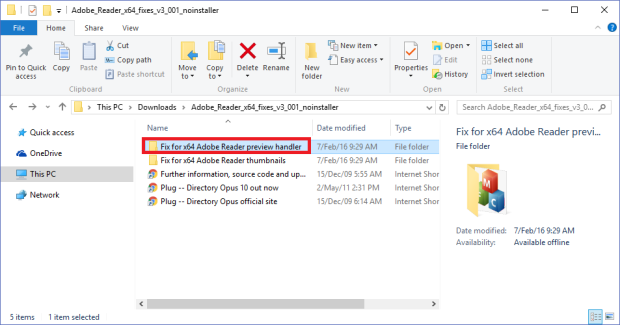 Adobe_Reader_x64_fixes_v3_001_noinstaller
File
Home
Share
View
Pin to Quick access
Copy
Paste
Cut
Copy path
Paste shortcut
Clipboard
Move to
Copy to
Delete
Rename
Organize
New folder
New item
Easy access
New
Properties
Open
Edit
History
Open
Select all
Select none
Invert selection
Select
This PC
Downloads
Adobe_Reader_x64_fixes_v3_001_noinstaller
Search Adobe_Reader_x64_fixes_v3_0...
Quick access
OneDrive
This PC
Network
Name
Date modified
Type
Fix for x64 Adobe Reader preview handler 7/Feb/16 9:29 AM File folder
Fix for x64 Adobe Reader thumbnails 7/Feb/16 9:29 AM File folder
Further information, source code and up... 15/Dec/09 5:55 AM Internet Shor
Plug -- Directory Opus 10 out now 2/May/11 2:31 PM Internet Shor
Plug -- Directory Opus official site 15/Dec/09 6:14 AM Internet Shor
Fix for x64 Adobe Reader previ...
File folder
Date modified: 7/Feb/16 9:29 AM
Availability: Available offline
5 items
1 item selected